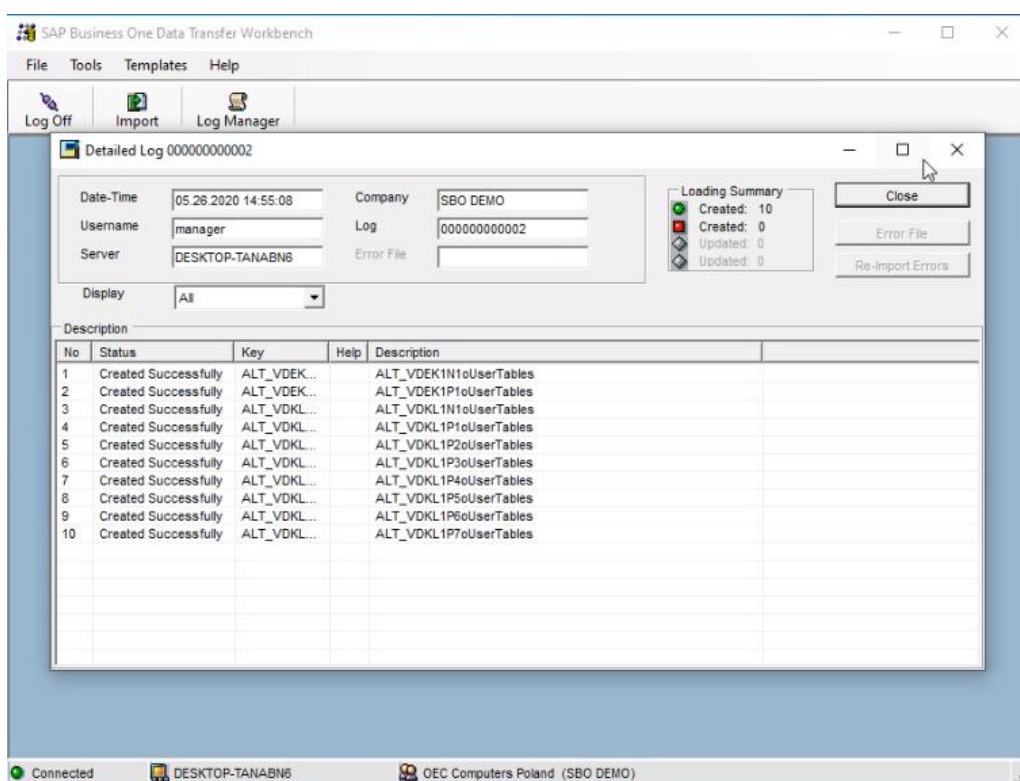 SAP Business One Data Transfer Workbench
File Tools Templates Help
Log Off Import Log Manager
Detailed Log 000000000002
Date-Time 05.26.2020 14:55:08 Company SBO DEMO
Username manager Log 000000000002
Server DESKTOP-TANABN6 Error File
Display All
Loading Summary
Created: 10
Created: 0
Updated: 0
Updated: 0
Close
Error File
Re-Import Errors
Description
No Status Key Help Description
1 Created Successfully ALT_VDEK... ALT_VDEK1N1oUserTables
2 Created Successfully ALT_VDEK... ALT_VDEK1P1oUserTables
3 Created Successfully ALT_VDKL... ALT_VDKL1N1oUserTables
4 Created Successfully ALT_VDKL... ALT_VDKL1P1oUserTables
5 Created Successfully ALT_VDKL... ALT_VDKL1P2oUserTables
6 Created Successfully ALT_VDKL... ALT_VDKL1P3oUserTables
7 Created Successfully ALT_VDKL... ALT_VDKL1P4oUserTables
8 Created Successfully ALT_VDKL... ALT_VDKL1P5oUserTables
9 Created Successfully ALT_VDKL... ALT_VDKL1P6oUserTables
10 Created Successfully ALT_VDKL... ALT_VDKL1P7oUserTables
Connected DESKTOP-TANABN6 OEC Computers Poland (SBO DEMO)